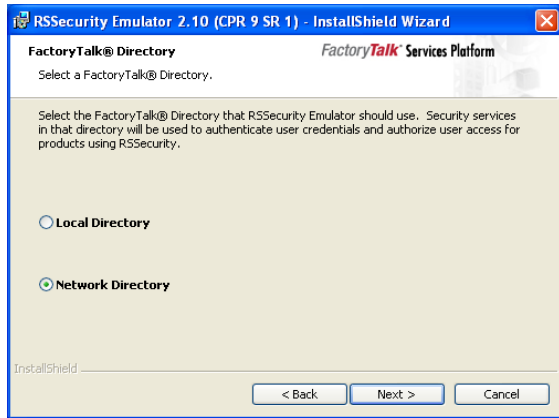 RSSecurity Emulator 2.10 (CPR 9 SR 1) - InstallShield Wizard
FactoryTalk® Directory
FactoryTalk® Services Platform
Select a FactoryTalk® Directory.
Select the FactoryTalk® Directory that RSSecurity Emulator should use. Security services
in that directory will be used to authenticate user credentials and authorize user access for
products using RSSecurity.
Local Directory
Network Directory
InstallShield
< Back Next > Cancel